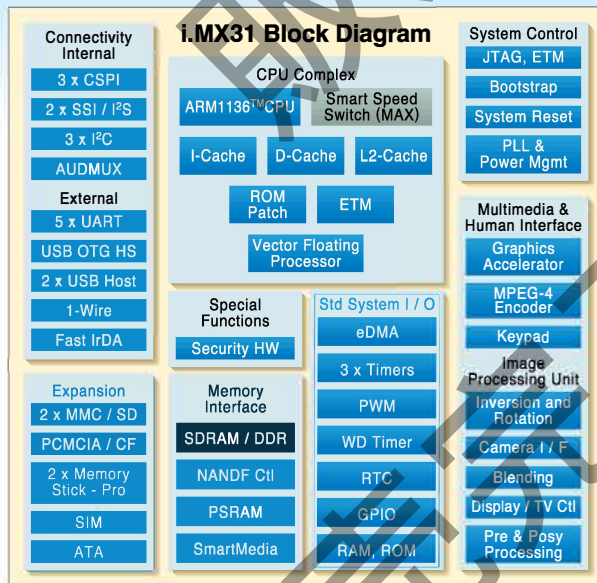 i.MX31 Block Diagram
Connectivity
Internal
3 x CSPI
2 x SSI / I²S
3 x I²C
AUDMUX
External
5 x UART
USB OTG HS
2 x USB Host
1-Wire
Fast IrDA
Expansion
2 x MMC / SD
PCMCIA / CF
2 x Memory
Stick - Pro
SIM
ATA
CPU Complex
ARM1136™CPU
Smart Speed
Switch (MAX)
I-Cache
D-Cache
L2-Cache
ROM
Patch
ETM
Vector Floating
Processor
Special
Functions
Security HW
Memory
Interface
SDRAM / DDR
NANDF Ctl
PSRAM
SmartMedia
Std System I / O
eDMA
3 x Timers
PWM
WD Timer
RTC
GPIO
RAM, ROM
System Control
JTAG, ETM
Bootstrap
System Reset
PLL &
Power Mgmt
Multimedia &
Human Interface
Graphics
Accelerator
MPEG-4
Encoder
Keypad
Image
Processing Unit
Inversion and
Rotation
Camera I / F
Blending
Display / TV Ctl
Pre & Posy
Processing